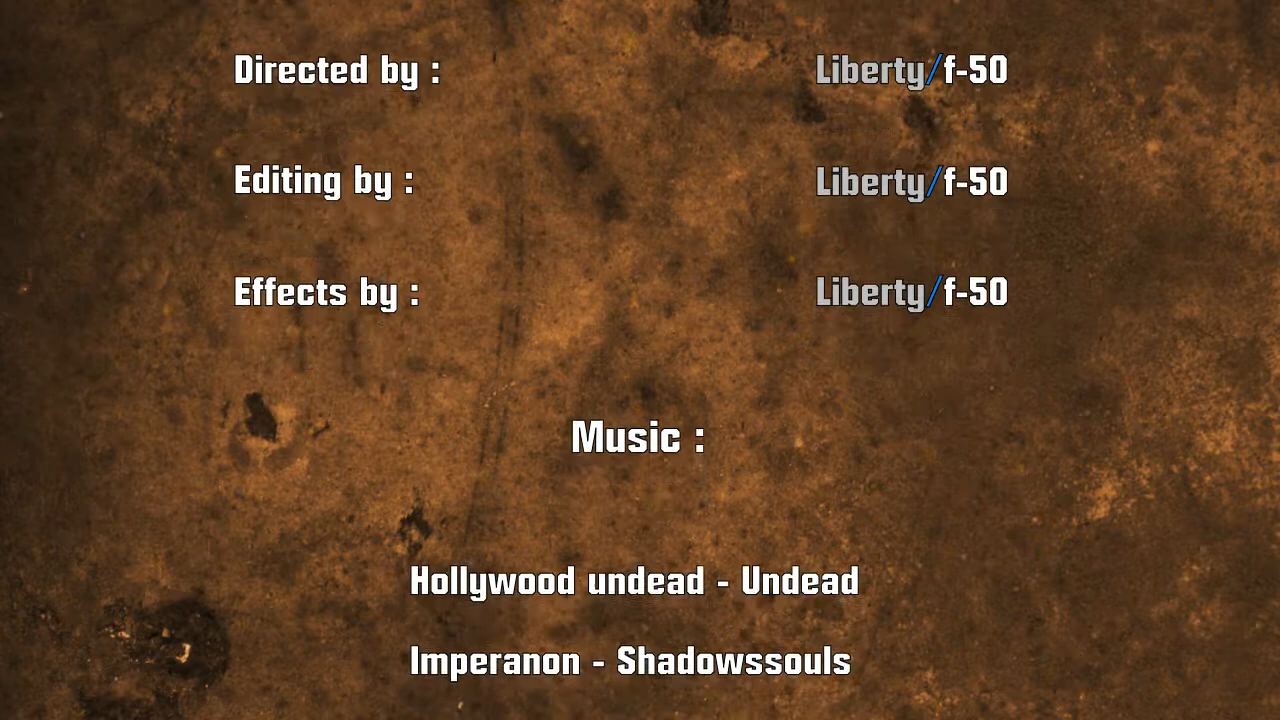 Directed by : Liberty/f-50
Editing by : Liberty/f-50
Effects by : Liberty/f-50
Music :
Hollywood undead - Undead
Imperanon - Shadowssouls